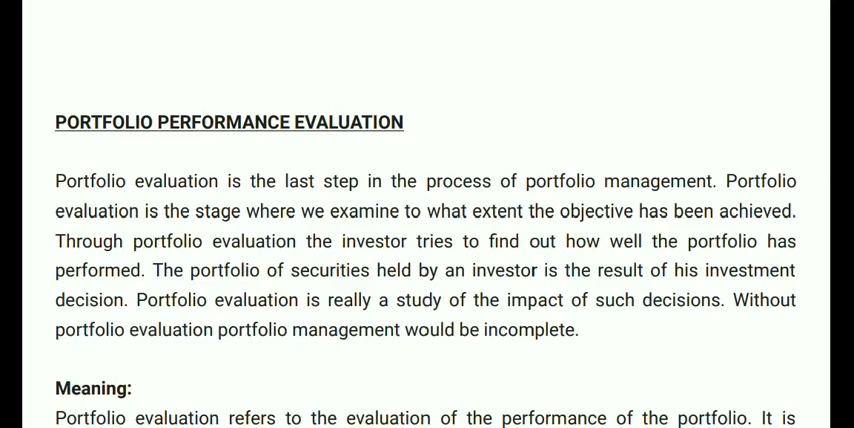 PORTFOLIO PERFORMANCE EVALUATION
Portfolio evaluation is the last step in the process of portfolio management. Portfolio
evaluation is the stage where we examine to what extent the objective has been achieved.
Through portfolio evaluation the investor tries to find out how well the portfolio has
performed. The portfolio of securities held by an investor is the result of his investment
decision. Portfolio evaluation is really a study of the impact of such decisions. Without
portfolio evaluation portfolio management would be incomplete.
Meaning:
Portfolio evaluation refers to the evaluation of the performance of the portfolio. It is